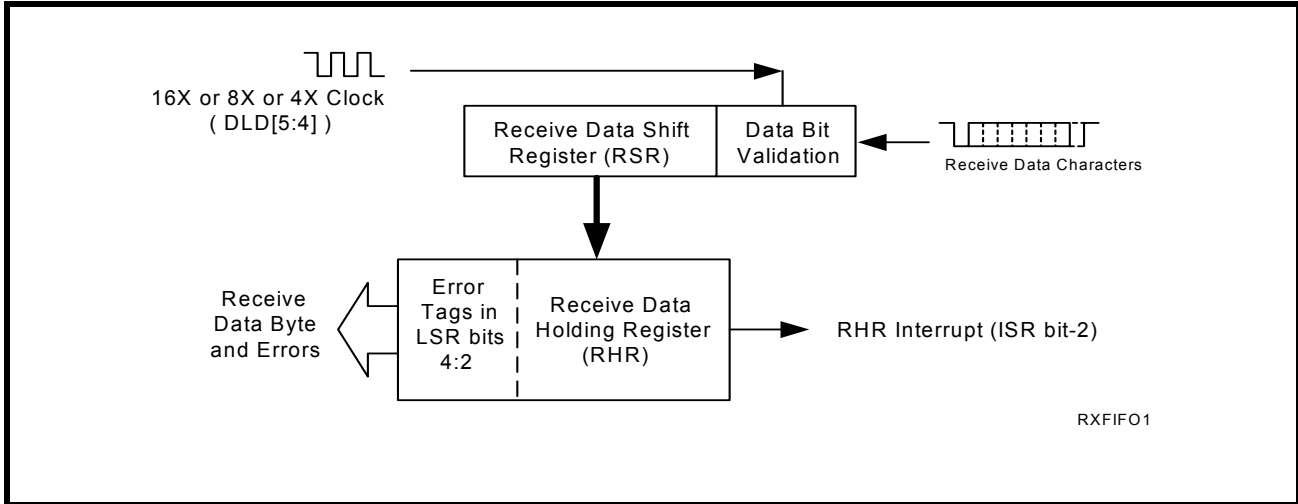 16X or 8X or 4X Clock
( DLD[5:4] )
Receive Data Shift
Register (RSR)
Data Bit
Validation
Receive Data Characters
Receive
Data Byte
and Errors
Error
Tags in
LSR bits
4:2
Receive Data
Holding Register
(RHR)
RHR Interrupt (ISR bit-2)
RXFIFO1